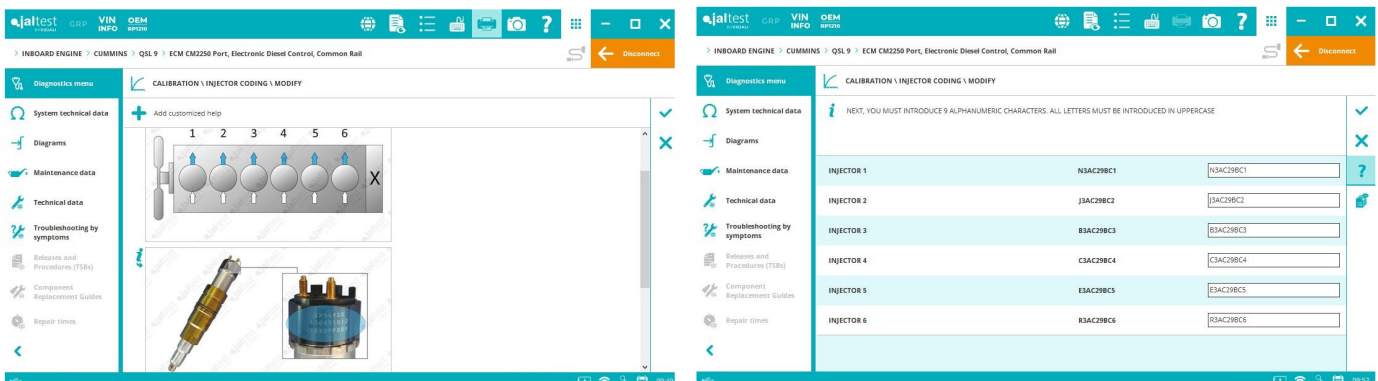 jaltest
GRP
VIN INFO
OEM RP1210
?
> INBOARD ENGINE > CUMMINS > QSL 9 > ECM CM2250 Port, Electronic Diesel Control, Common Rail
Disconnect
Diagnostics menu
CALIBRATION \ INJECTOR CODING \ MODIFY
System technical data
Add customized help
Diagrams
1 2 3 4 5 6
X
Maintenance data
Technical data
Troubleshooting by
symptoms
Releases and
Procedures (TSBs)
Component
Replacement Guides
Repair times
09:49
jaltest
GRP
VIN INFO
OEM RP1210
?
> INBOARD ENGINE > CUMMINS > QSL 9 > ECM CM2250 Port, Electronic Diesel Control, Common Rail
Disconnect
Diagnostics menu
CALIBRATION \ INJECTOR CODING \ MODIFY
System technical data
NEXT, YOU MUST INTRODUCE 9 ALPHANUMERIC CHARACTERS. ALL LETTERS MUST BE INTRODUCED IN UPPERCASE
Diagrams
Maintenance data
INJECTOR 1 N3AC29BC1 N3AC29BC1
?
Technical data
INJECTOR 2 J3AC29BC2 J3AC29BC2
Troubleshooting by
symptoms
INJECTOR 3 B3AC29BC3 B3AC29BC3
Releases and
Procedures (TSBs)
INJECTOR 4 C3AC29BC4 C3AC29BC4
Component
Replacement Guides
INJECTOR 5 E3AC29BC5 E3AC29BC5
Repair times
INJECTOR 6 R3AC29BC6 R3AC29BC6
09:52